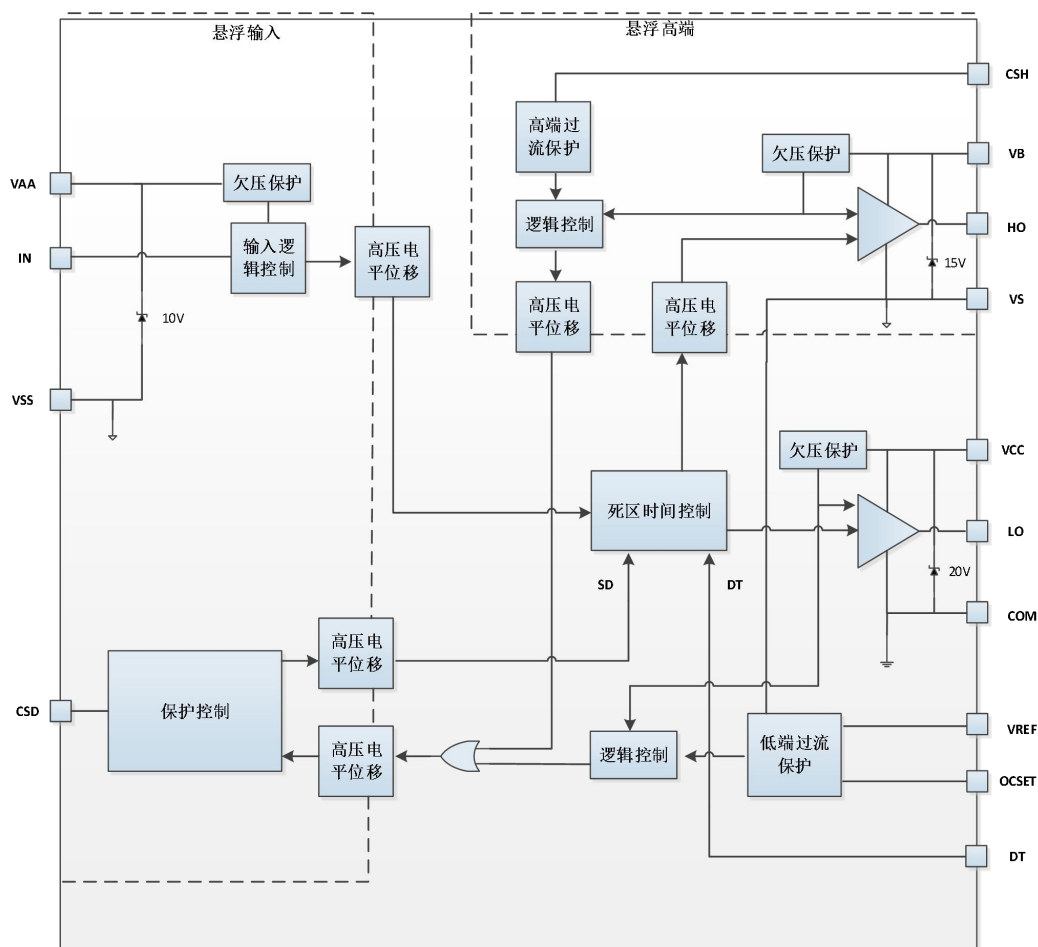 悬浮输入
悬浮高端
CSH
高端过
流保护
欠压保护
VB
VAA
欠压保护
逻辑控制
HO
IN
输入逻
辑控制
高压电
平位移
15V
高压电
平位移
高压电
平位移
VS
10V
VSS
欠压保护
VCC
死区时间控制
LO
SD
DT
20V
COM
高压电
平位移
CSD
保护控制
高压电
平位移
逻辑控制
低端过流
保护
VREF
OCSET
DT